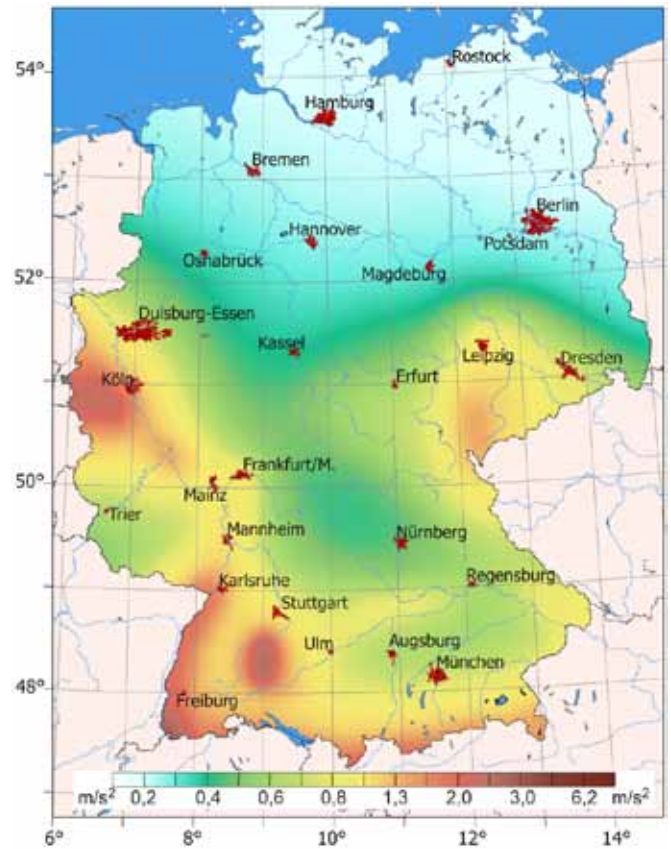 54°
52°
50°
48°
Rostock
Hamburg
Bremen
Berlin
Hannover
Potsdam
Osnabrück
Magdeburg
Duisburg-Essen
Kassel
Leipzig
Dresden
Köln
Erfurt
Frankfurt/M.
Mainz
Trier
Mannheim
Nürnberg
Karlsruhe
Regensburg
Stuttgart
Ulm
Augsburg
München
Freiburg
m/s² 0,2 0,4 0,6 0,8 1,3 2,0 3,0 6,2 m/s²
6° 8° 10° 12° 14°